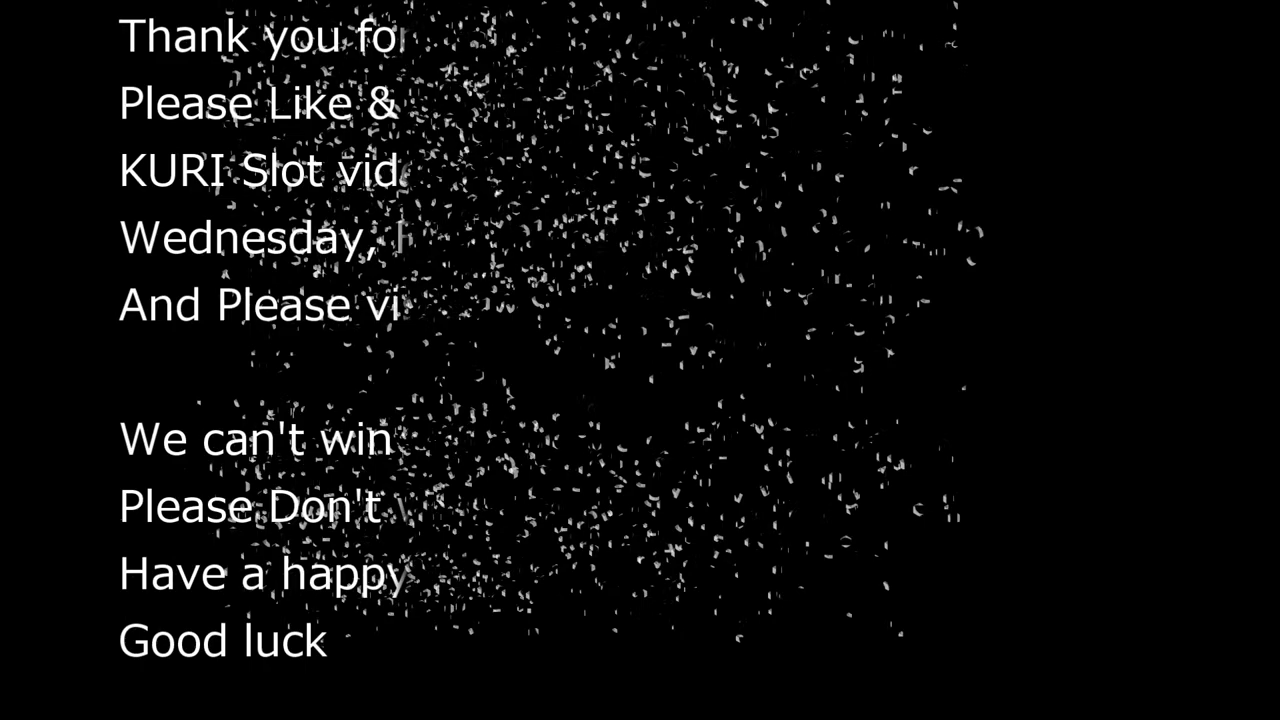 Thank you fo
Please Like &
KURI Slot vid
Wednesday,
And Please vi
We can't win
Please Don't
Have a happy
Good luck